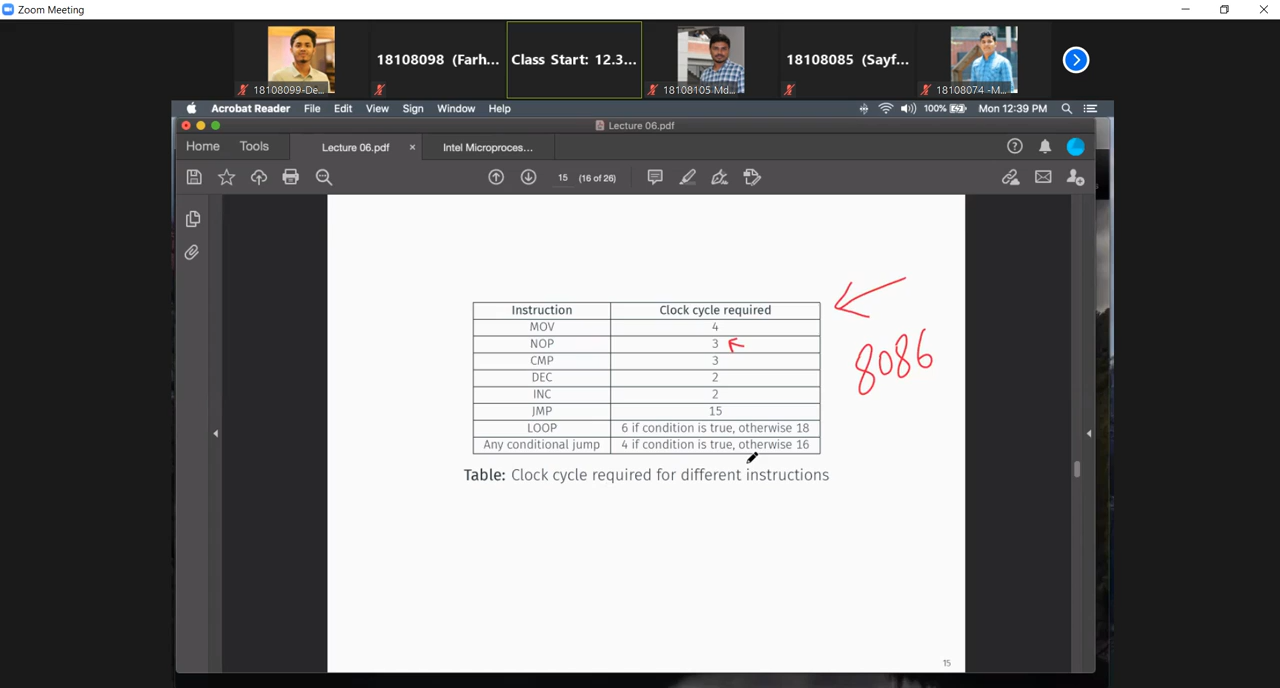 Zoom Meeting
18108099-De...
18108098 (Farh...
Class Start: 12.3...
18108105 Md...
18108085 (Sayf...
18108074 -M...
Acrobat Reader File Edit View Sign Window Help 100% Mon 12:39 PM
Lecture 06.pdf
Home Tools Lecture 06.pdf × Intel Microproces...
15 (16 of 26)
Instruction Clock cycle required
MOV 4
NOP 3
CMP 3
DEC 2
INC 2
JMP 15
LOOP 6 if condition is true, otherwise 18
Any conditional jump 4 if condition is true, otherwise 16
8086
Table: Clock cycle required for different instructions
15